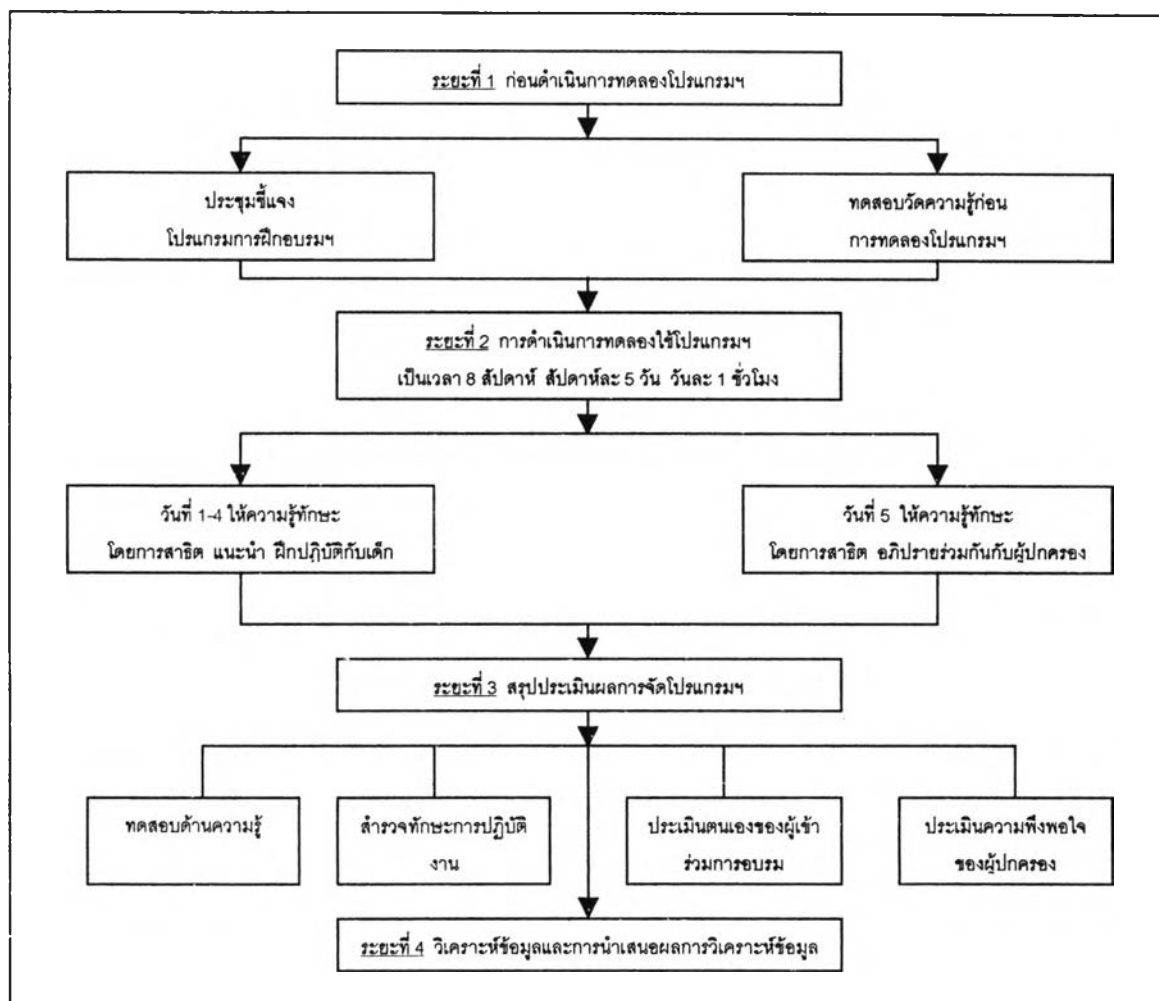 ระยะที่ 1 ก่อนดำเนินการทดลองโปรแกรมฯ
ประชุมชี้แจง
โปรแกรมการฝึกอบรมฯ
ทดสอบวัดความรู้ก่อน
การทดลองโปรแกรมฯ
ระยะที่ 2 การดำเนินการทดลองใช้โปรแกรมฯ
เป็นเวลา 8 สัปดาห์ สัปดาห์ละ 5 วัน วันละ 1 ชั่วโมง
วันที่ 1-4 ให้ความรู้ทักษะ
โดยการสาธิต แนะนำ ฝึกปฏิบัติกับเด็ก
วันที่ 5 ให้ความรู้ทักษะ
โดยการสาธิต อภิปรายร่วมกันกับผู้ปกครอง
ระยะที่ 3 สรุปประเมินผลการจัดโปรแกรมฯ
ทดสอบด้านความรู้
สำรวจทักษะการปฏิบัติ
งาน
ประเมินตนเองของผู้เข้า
ร่วมการอบรม
ประเมินความพึงพอใจ
ของผู้ปกครอง
ระยะที่ 4 วิเคราะห์ข้อมูลและการนำเสนอผลการวิเคราะห์ข้อมูล